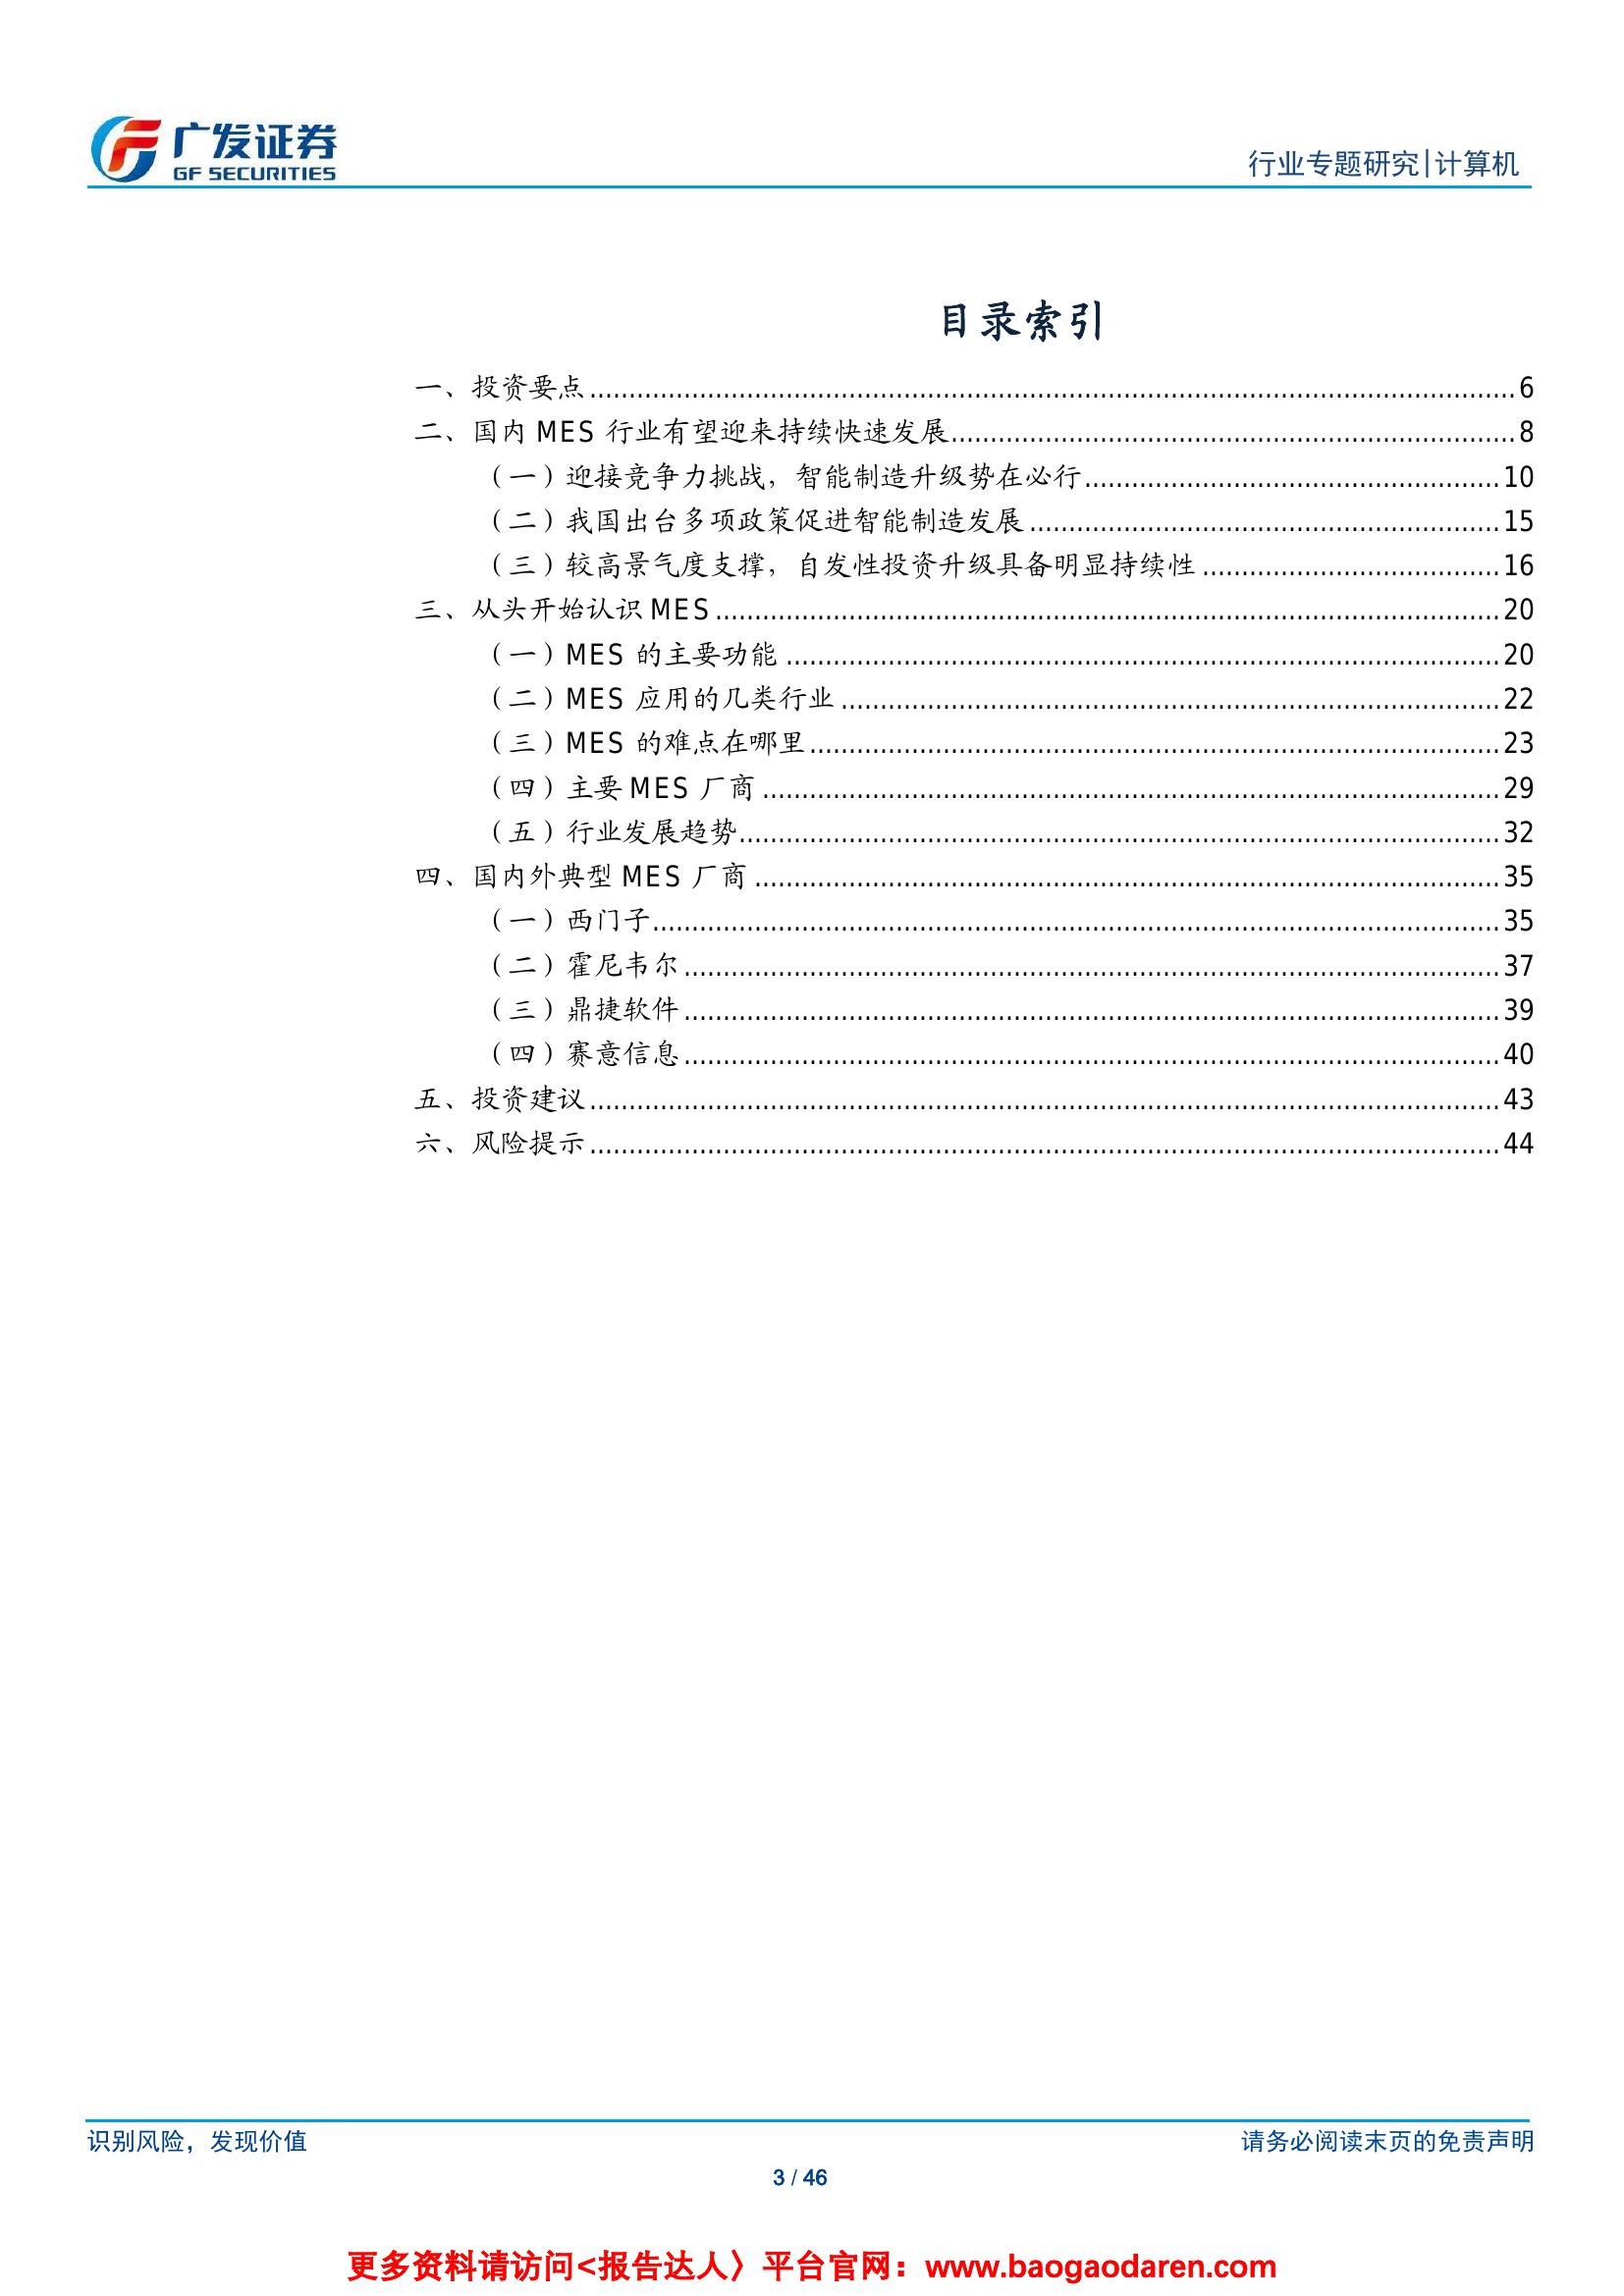 广发证券
GF SECURITIES
行业专题研究|计算机
目录索引
一、投资要点 6
二、国内 MES 行业有望迎来持续快速发展 8
（一）迎接竞争力挑战，智能制造升级势在必行 10
（二）我国出台多项政策促进智能制造发展 15
（三）较高景气度支撑，自发性投资升级具备明显持续性 16
三、从头开始认识 MES 20
（一）MES 的主要功能 20
（二）MES 应用的几类行业 22
（三）MES 的难点在哪里 23
（四）主要 MES 厂商 29
（五）行业发展趋势 32
四、国内外典型 MES 厂商 35
（一）西门子 35
（二）霍尼韦尔 37
（三）鼎捷软件 39
（四）赛意信息 40
五、投资建议 43
六、风险提示 44
识别风险，发现价值
请务必阅读末页的免责声明
3 / 46
更多资料请访问<报告达人〉平台官网：www.baogaodaren.com